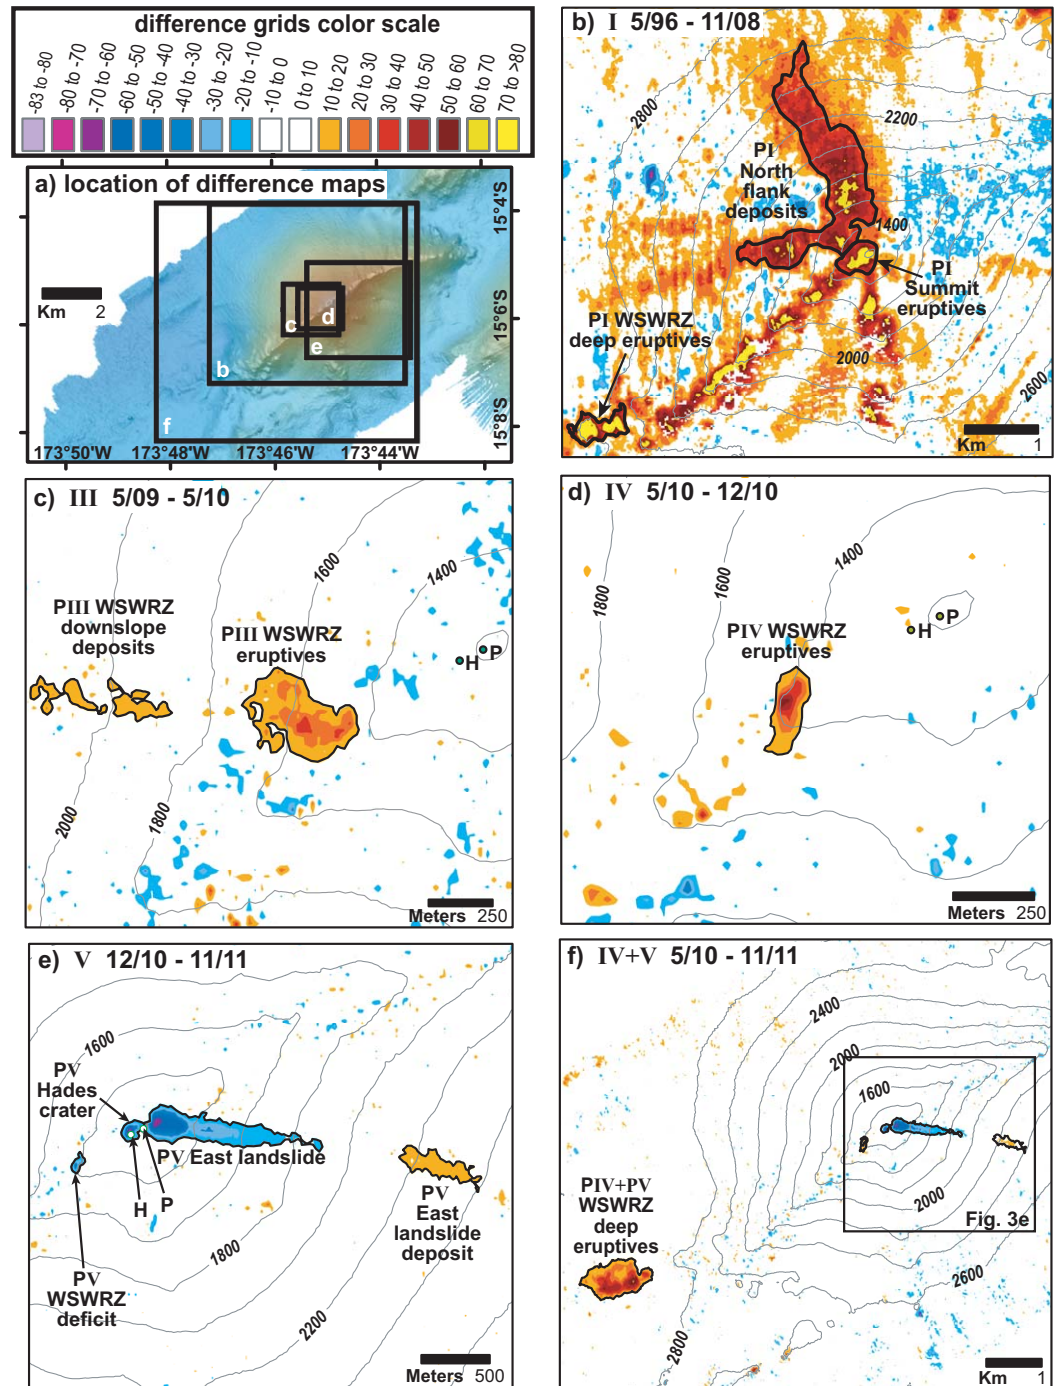 difference grids color scale
-83 to -80
-80 to -70
-70 to -60
-60 to -50
-50 to -40
-40 to -30
-30 to -20
-20 to -10
-10 to 0
0 to 10
10 to 20
20 to 30
30 to 40
40 to 50
50 to 60
60 to 70
70 to >80
a) location of difference maps
15°4'S
15°6'S
15°8'S
Km 2
c
d
e
b
f
173°50'W 173°48'W 173°46'W 173°44'W
b) I 5/96 - 11/08
2800
2200
PI
North
flank
deposits
1400
PI
Summit
eruptives
PI WSWRZ
deep eruptives
2000
2600
Km 1
c) III 5/09 - 5/10
1600
1400
PIII WSWRZ
downslope
deposits
PIII WSWRZ
eruptives
H P
2000
1800
Meters 250
d) IV 5/10 - 12/10
1800
1600
1400
P
H
PIV WSWRZ
eruptives
Meters 250
e) V 12/10 - 11/11
1600
PV
Hades
crater
PV East landslide
H P
PV
East
landslide
deposit
1800
PV
WSWRZ
deficit
2200
Meters 500
f) IV+V 5/10 - 11/11
2400
2000
1600
PIV+PV
WSWRZ
deep
eruptives
2000
Fig. 3e
2600
2800
Km 1